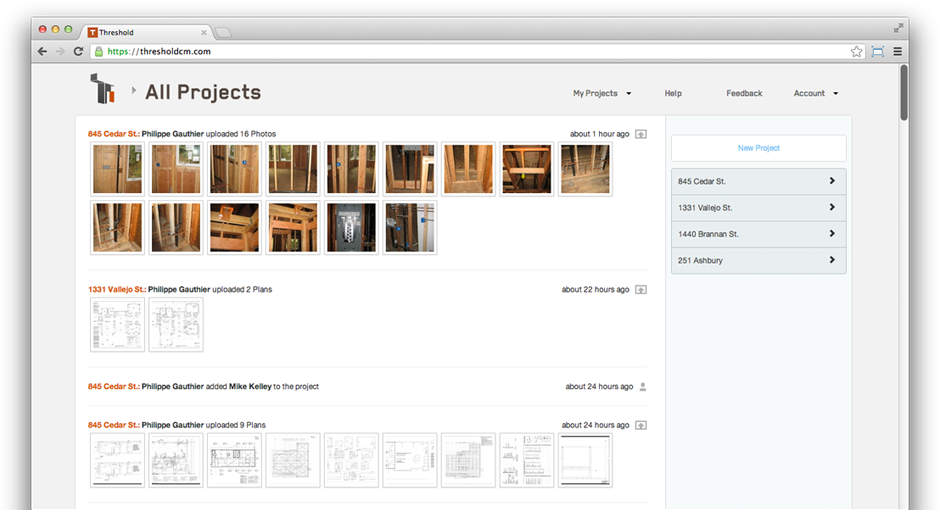 Threshold
https://thresholdcm.com
All Projects
My Projects
Help
Feedback
Account
845 Cedar St.: Philippe Gauthier uploaded 16 Photos
about 1 hour ago
New Project
845 Cedar St.
1331 Vallejo St.
1440 Brannan St.
251 Ashbury
1331 Vallejo St.: Philippe Gauthier uploaded 2 Plans
about 22 hours ago
845 Cedar St.: Philippe Gauthier added Mike Kelley to the project
about 24 hours ago
845 Cedar St.: Philippe Gauthier uploaded 9 Plans
about 24 hours ago